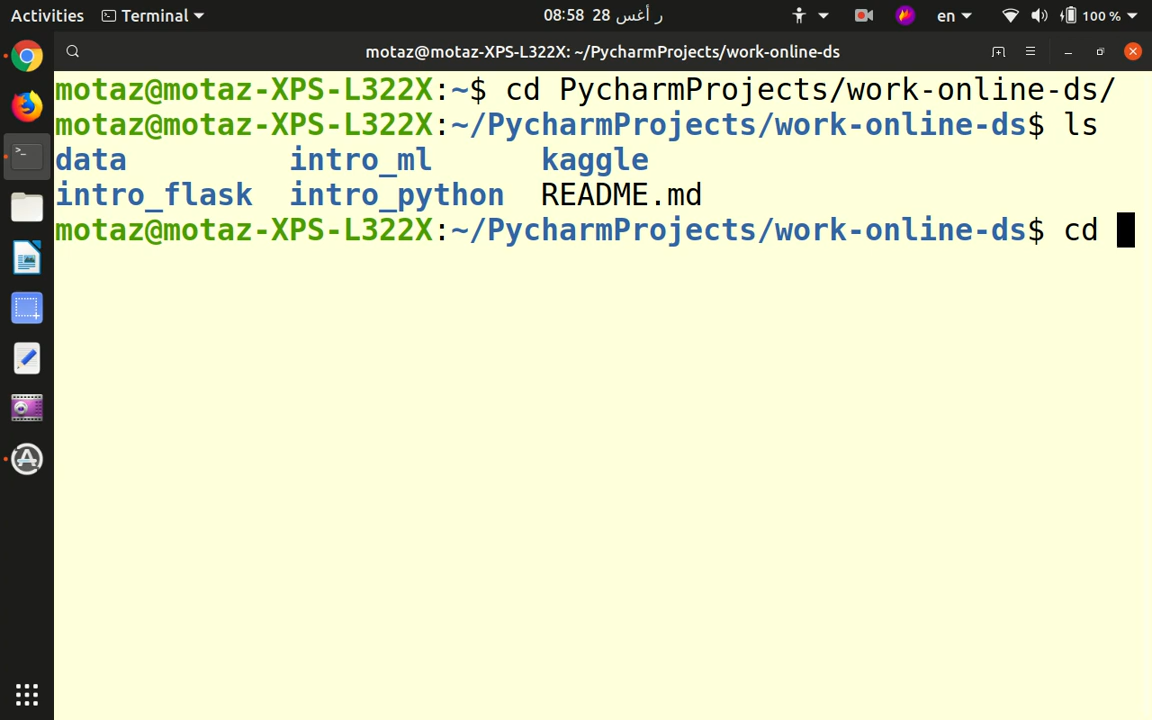 Activities Terminal 08:58 28 ر أغس en 100 %
motaz@motaz-XPS-L322X: ~/PycharmProjects/work-online-ds
motaz@motaz-XPS-L322X:~$ cd PycharmProjects/work-online-ds/
motaz@motaz-XPS-L322X:~/PycharmProjects/work-online-ds$ ls
data intro_ml kaggle
intro_flask intro_python README.md
motaz@motaz-XPS-L322X:~/PycharmProjects/work-online-ds$ cd